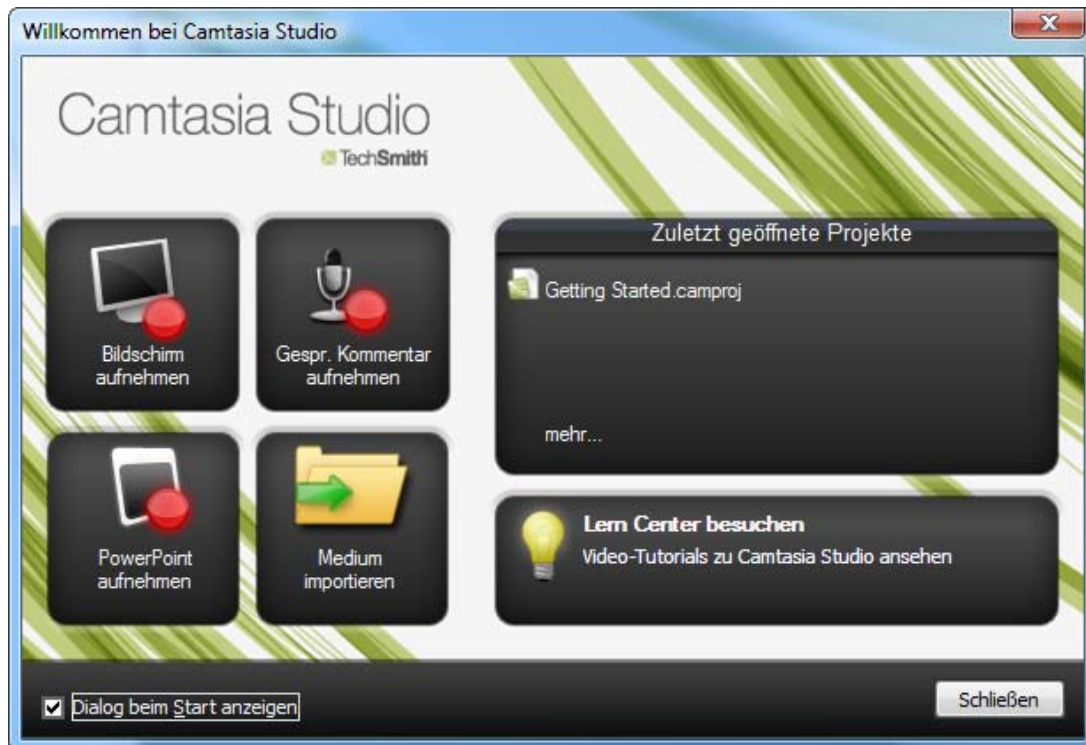 Willkommen bei Camtasia Studio
Camtasia Studio
TechSmith
Bildschirm
aufnehmen
Gespr. Kommentar
aufnehmen
PowerPoint
aufnehmen
Medium
importieren
Zuletzt geöffnete Projekte
Getting Started.camproj
mehr...
Lern Center besuchen
Video-Tutorials zu Camtasia Studio ansehen
Dialog beim Start anzeigen
Schließen